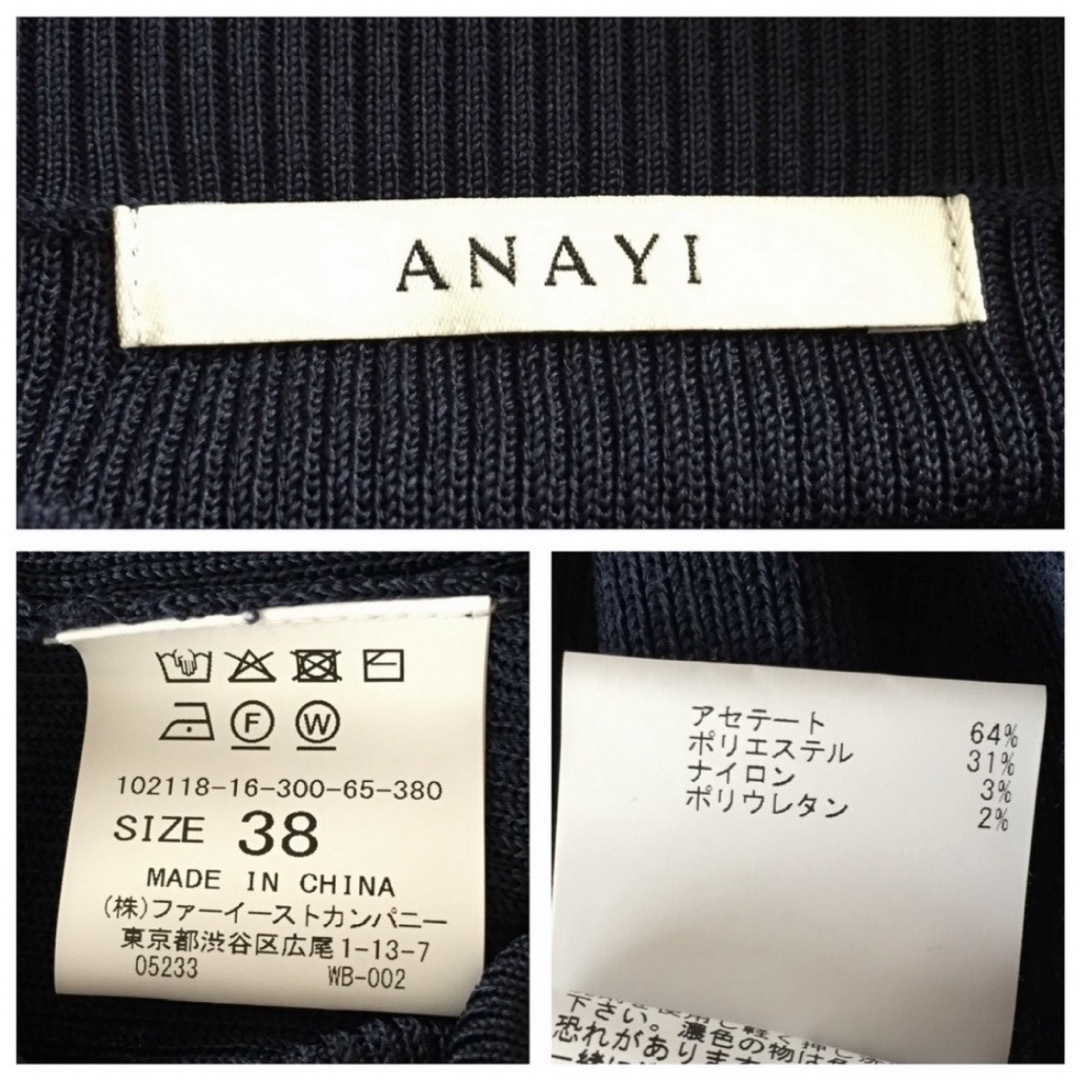 ANAYI
F W
102118-16-300-65-380
SIZE 38
MADE IN CHINA
(株)ファーイーストカンパニー
東京都渋谷区広尾1-13-7
05233 WB-002
アセテート 64%
ポリエステル 31%
ナイロン 3%
ポリウレタン 2%
下さい。濃色の物は
恐れがあります
一緒に